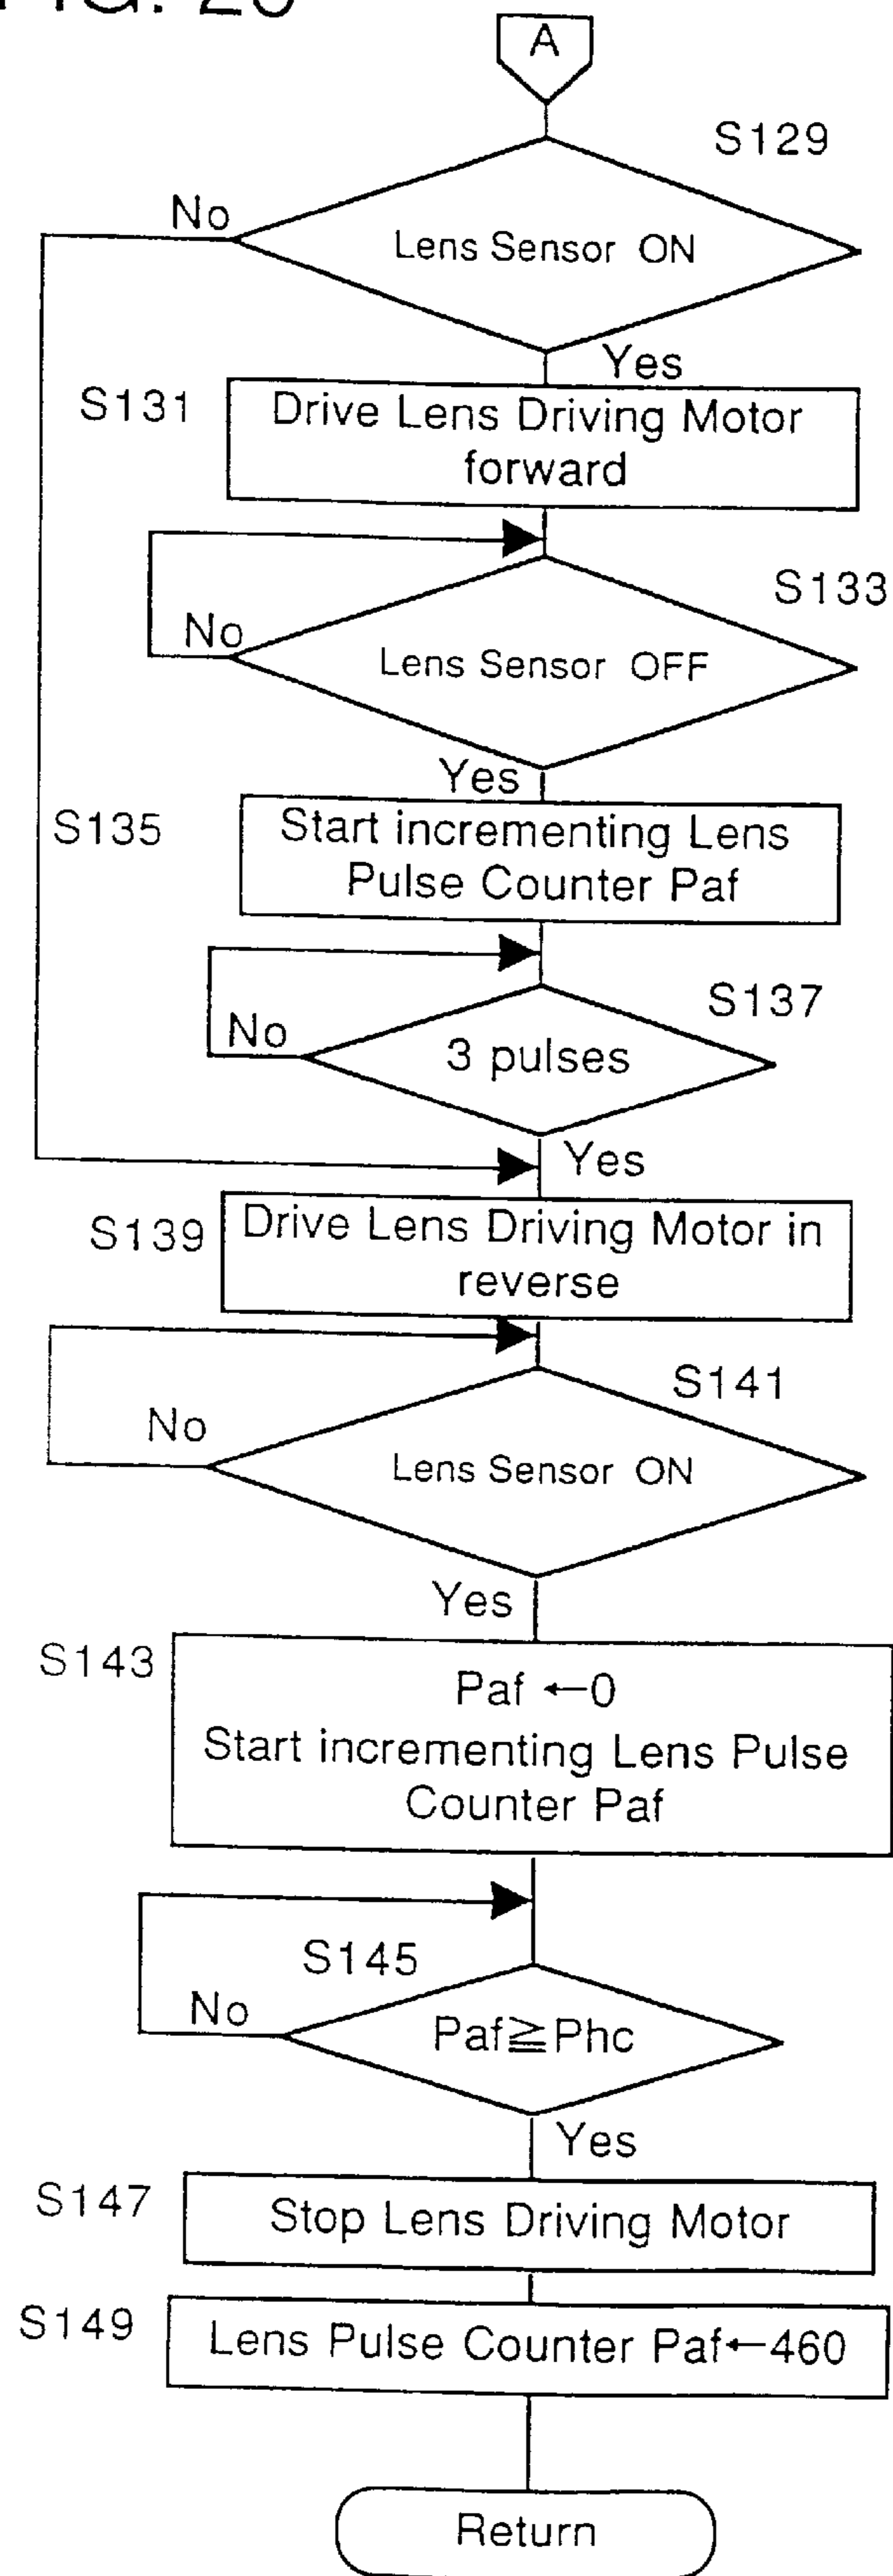 A
S129
No
Lens Sensor ON
Yes
S131
Drive Lens Driving Motor
forward
S133
No
Lens Sensor OFF
Yes
S135
Start incrementing Lens
Pulse Counter Paf
S137
No
3 pulses
Yes
S139
Drive Lens Driving Motor in
reverse
S141
No
Lens Sensor ON
Yes
S143
Paf ←0
Start incrementing Lens Pulse
Counter Paf
S145
No
Paf≧Phc
Yes
S147
Stop Lens Driving Motor
S149
Lens Pulse Counter Paf←460
Return